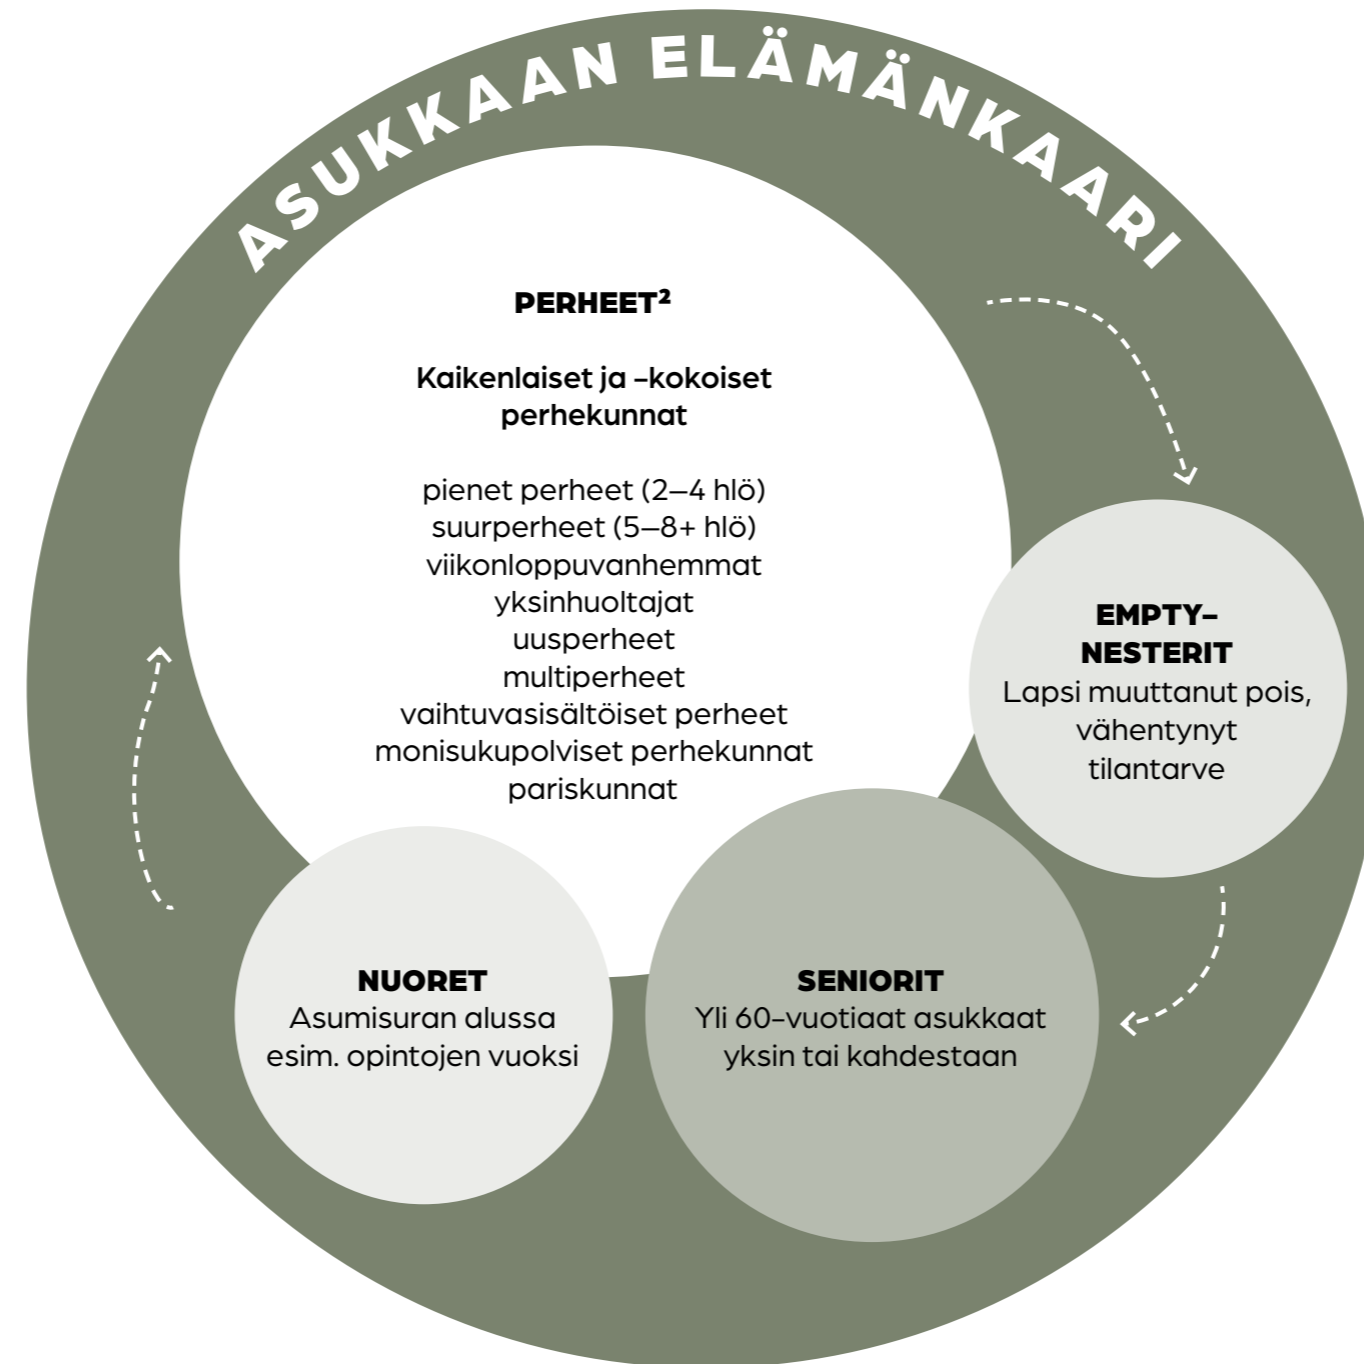 ASUKKAAN ELÄMÄNKAARI
PERHEET²
Kaikenlaiset ja -kokoiset
perhekunnat
pienet perheet (2–4 hlö)
suurperheet (5–8+ hlö)
viikonloppuvanhemmat
yksinhuoltajat
uusperheet
multiperheet
vaihtuvasisältöiset perheet
monisukupolviset perhekunnat
pariskunnat
EMPTY-
NESTERIT
Lapsi muuttanut pois,
vähentynyt
tilantarve
NUORET
Asumisuran alussa
esim. opintojen vuoksi
SENIORIT
Yli 60-vuotiaat asukkaat
yksin tai kahdestaan